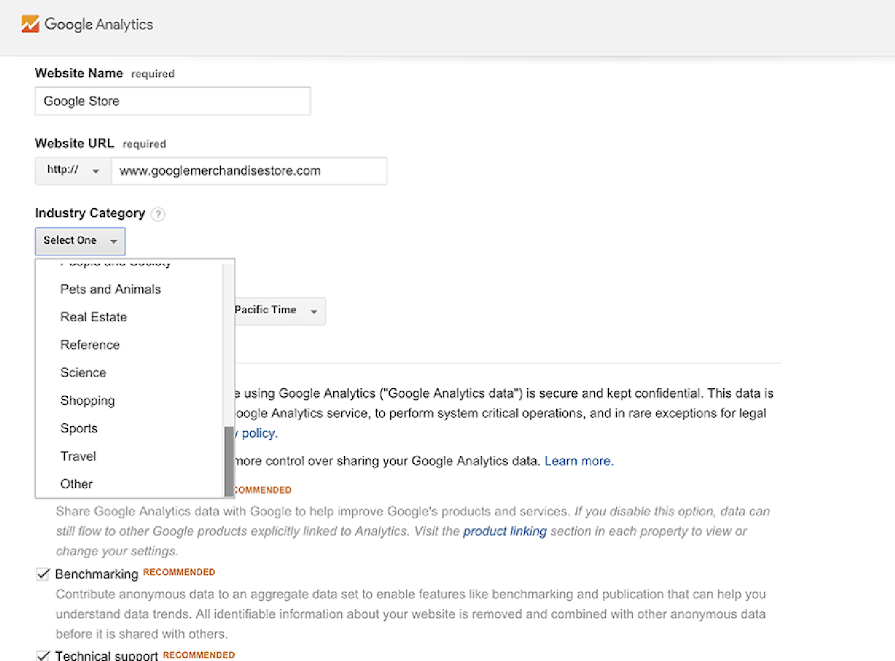 Google Analytics
Website Name required
Google Store
Website URL required
http:// www.googlemerchandisestore.com
Industry Category ?
Select One
People and Society
Pets and Animals
Real Estate
Pacific Time
Reference
Science
Shopping
Sports
Travel
Other
e using Google Analytics ("Google Analytics data") is secure and kept confidential. This data is
oogle Analytics service, to perform system critical operations, and in rare exceptions for legal
y policy.
more control over sharing your Google Analytics data. Learn more.
COMMENDED
Share Google Analytics data with Google to help improve Google's products and services. If you disable this option, data can
still flow to other Google products explicitly linked to Analytics. Visit the product linking section in each property to view or
change your settings.
Benchmarking RECOMMENDED
Contribute anonymous data to an aggregate data set to enable features like benchmarking and publication that can help you
understand data trends. All identifiable information about your website is removed and combined with other anonymous data
before it is shared with others.
Technical support RECOMMENDED